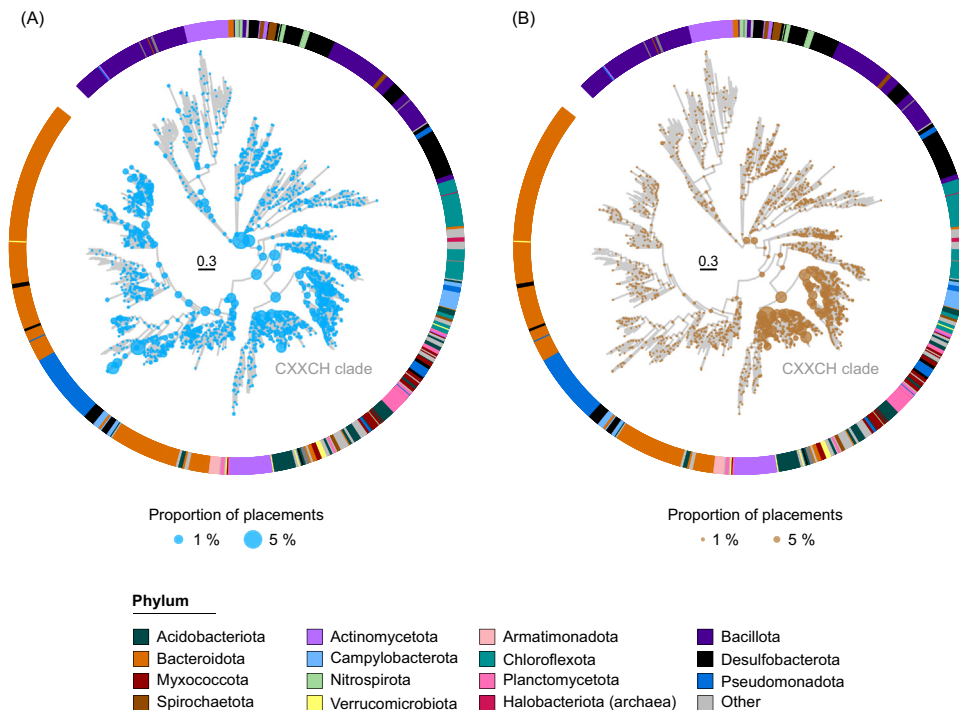 (A)
(B)
0.3
0.3
CXXCH clade
CXXCH clade
Proportion of placements
1 %
5 %
Proportion of placements
1 %
5 %
Phylum
Acidobacteriota
Actinomycetota
Armatimonadota
Bacillota
Bacteroidota
Campylobacterota
Chloroflexota
Desulfobacterota
Myxococcota
Nitrospirota
Planctomycetota
Pseudomonadota
Spirochaetota
Verrucomicrobiota
Halobacteriota (archaea)
Other